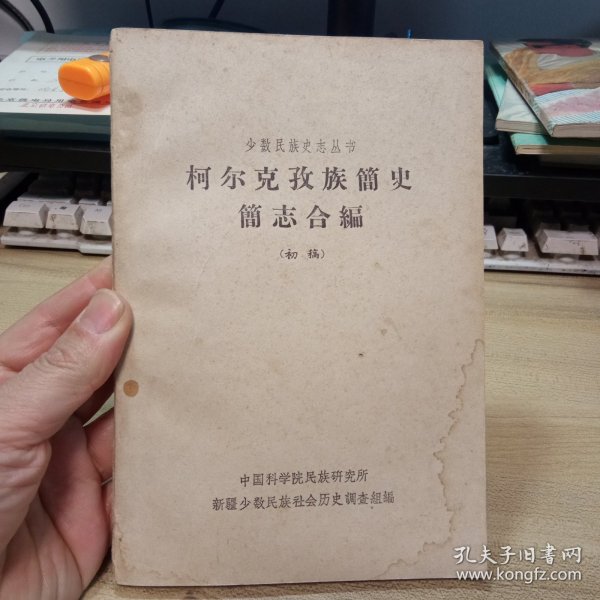 少数民族史志丛书
柯尔克孜族簡史
簡志合編
（初稿）
中国科学院民族研究所
新疆少数民族社会历史調查組編
孔夫子旧书网
www.kongfz.com